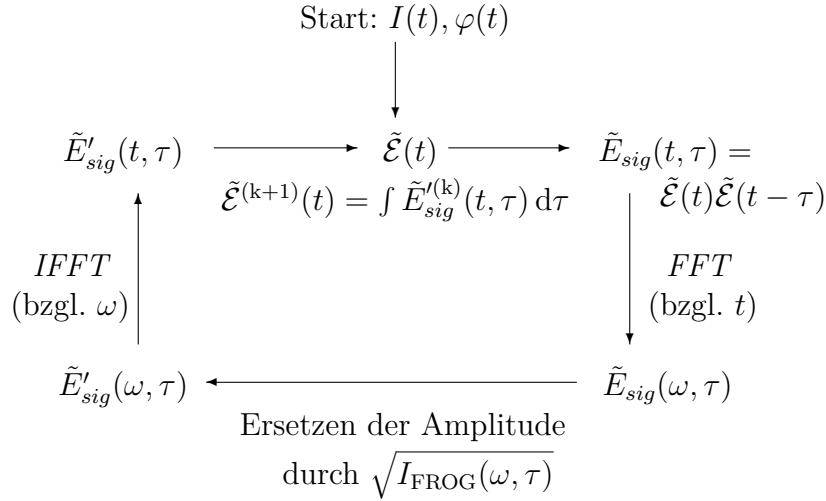 Start: I(t), φ(t)
Ẽ′_sig(t, τ)
ℰ̃(t)
Ẽ_sig(t, τ) =
ℰ̃(t)ℰ̃(t − τ)
ℰ̃^(k+1)(t) = ∫ Ẽ′^(k)_sig(t, τ) dτ
IFFT
(bzgl. ω)
FFT
(bzgl. t)
Ẽ′_sig(ω, τ)
Ẽ_sig(ω, τ)
Ersetzen der Amplitude
durch √I_FROG(ω, τ)